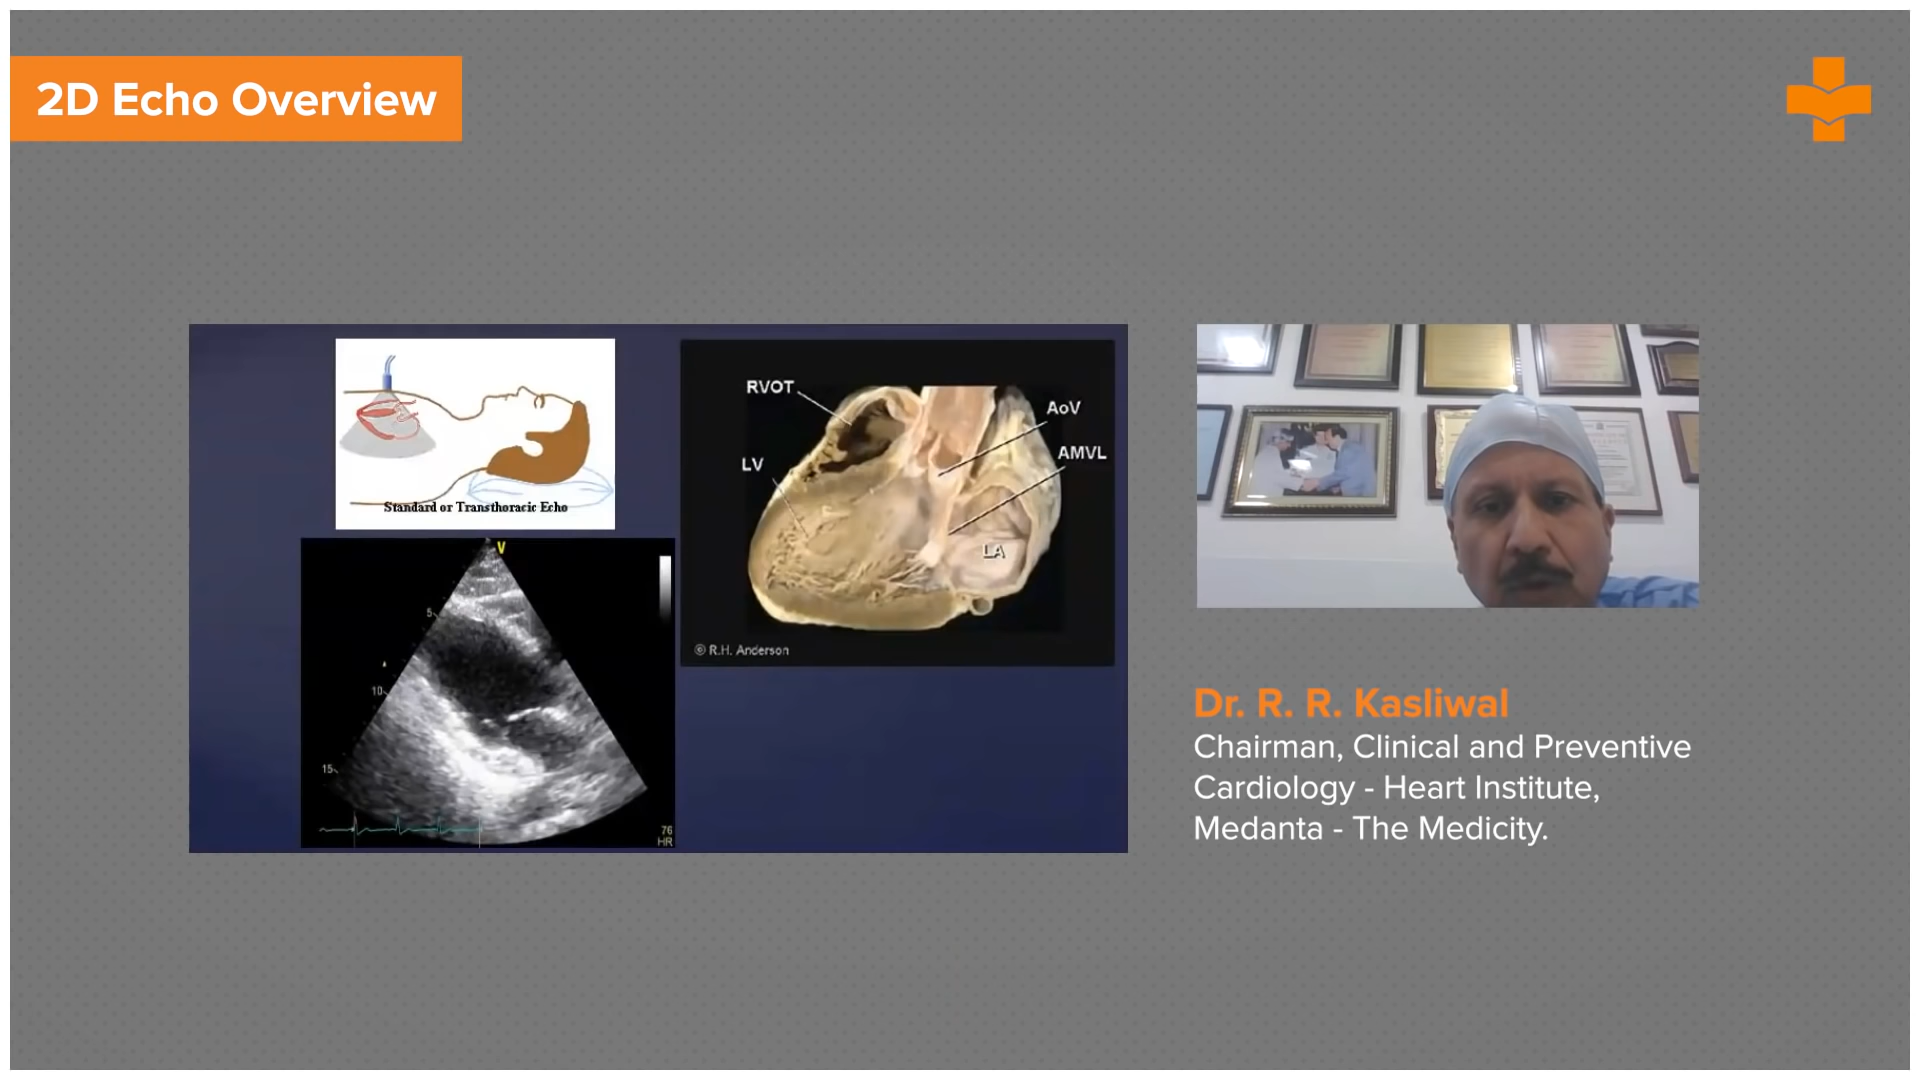 2D Echo Overview
RVOT
AoV
LV
AMVL
LA
© R.H. Anderson
Standard or Transthoracic Echo
V
5
10
15
76
HR
Dr. R. R. Kasliwal
Chairman, Clinical and Preventive
Cardiology - Heart Institute,
Medanta - The Medicity.